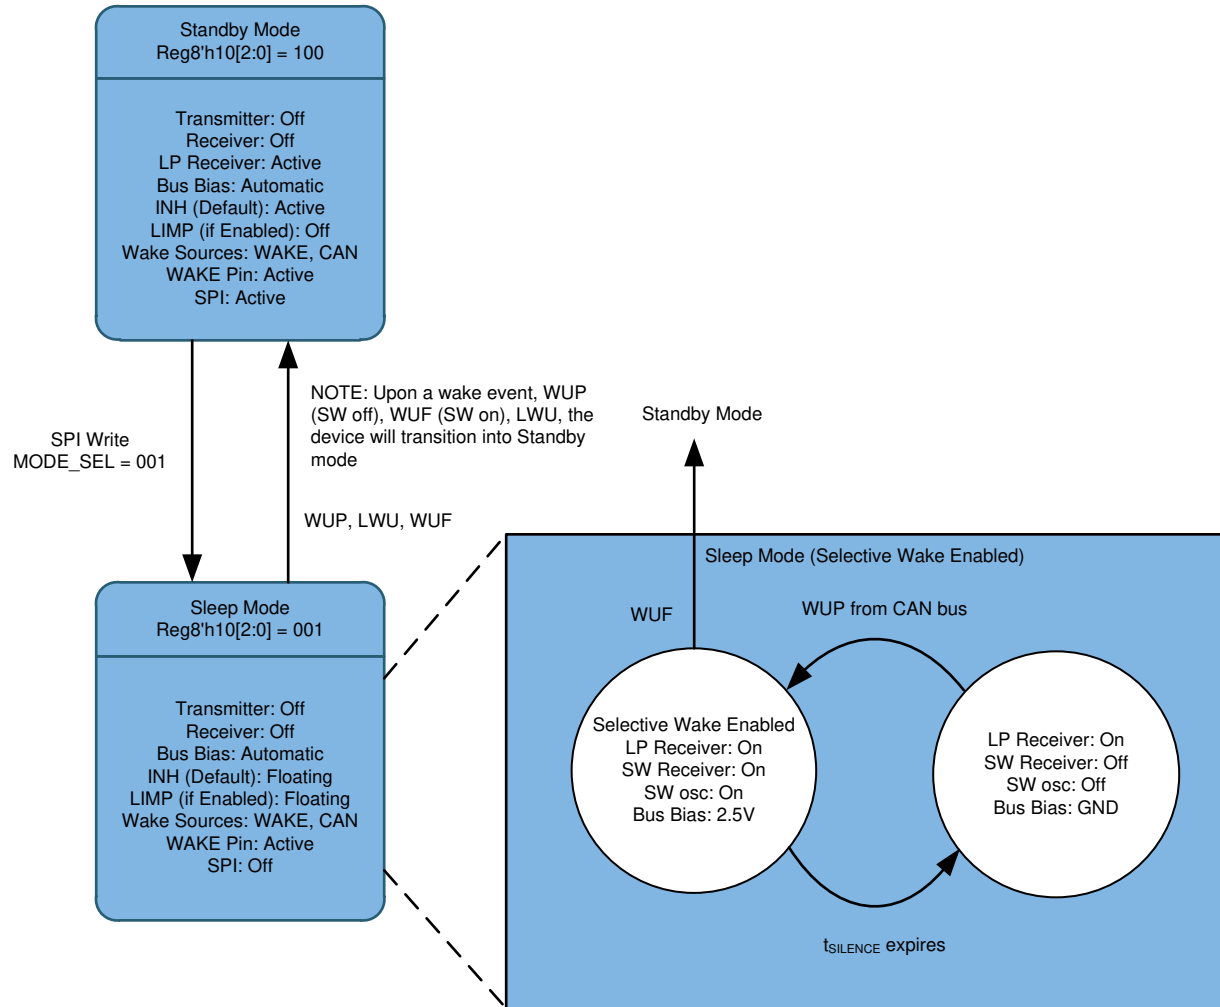 Standby Mode
Reg8'h10[2:0] = 100
Transmitter: Off
Receiver: Off
LP Receiver: Active
Bus Bias: Automatic
INH (Default): Active
LIMP (if Enabled): Off
Wake Sources: WAKE, CAN
WAKE Pin: Active
SPI: Active
SPI Write
MODE_SEL = 001
NOTE: Upon a wake event, WUP
(SW off), WUF (SW on), LWU, the
device will transition into Standby
mode
WUP, LWU, WUF
Sleep Mode
Reg8'h10[2:0] = 001
Transmitter: Off
Receiver: Off
Bus Bias: Automatic
INH (Default): Floating
LIMP (if Enabled): Floating
Wake Sources: WAKE, CAN
WAKE Pin: Active
SPI: Off
Standby Mode
Sleep Mode (Selective Wake Enabled)
WUF
WUP from CAN bus
Selective Wake Enabled
LP Receiver: On
SW Receiver: On
SW osc: On
Bus Bias: 2.5V
LP Receiver: On
SW Receiver: Off
SW osc: Off
Bus Bias: GND
tSILENCE expires